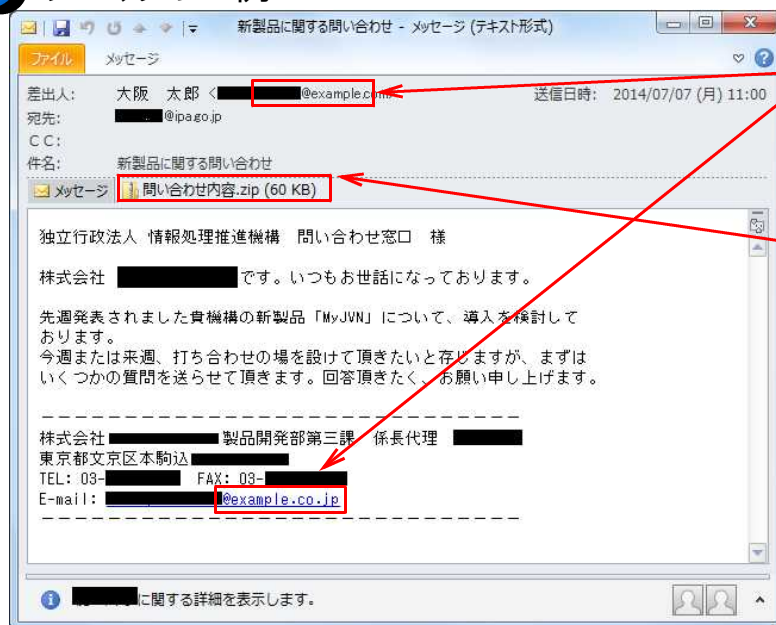 新製品に関する問い合わせ - メッセージ (テキスト形式)
ファイル メッセージ
差出人: 大阪 太郎 < @example.com> 送信日時: 2014/07/07 (月) 11:00
宛先: @ipa.go.jp
CC:
件名: 新製品に関する問い合わせ
メッセージ 問い合わせ内容.zip (60 KB)
独立行政法人 情報処理推進機構 問い合わせ窓口 様
株式会社 です。いつもお世話になっております。
先週発表されました貴機構の新製品「MyJVN」について、導入を検討して
おります。
今週または来週、打ち合わせの場を設けて頂きたいと存じますが、まずは
いくつかの質問を送らせて頂きます。回答頂きたく、お願い申し上げます。
－－－－－－－－－－－－－－－－－－－－－－－－－－－－－
株式会社 製品開発部第三課 係長代理
東京都文京区本駒込
TEL: 03- FAX: 03-
E-mail: @example.co.jp
－－－－－－－－－－－－－－－－－－－－－－－－－－－－－
に関する詳細を表示します。